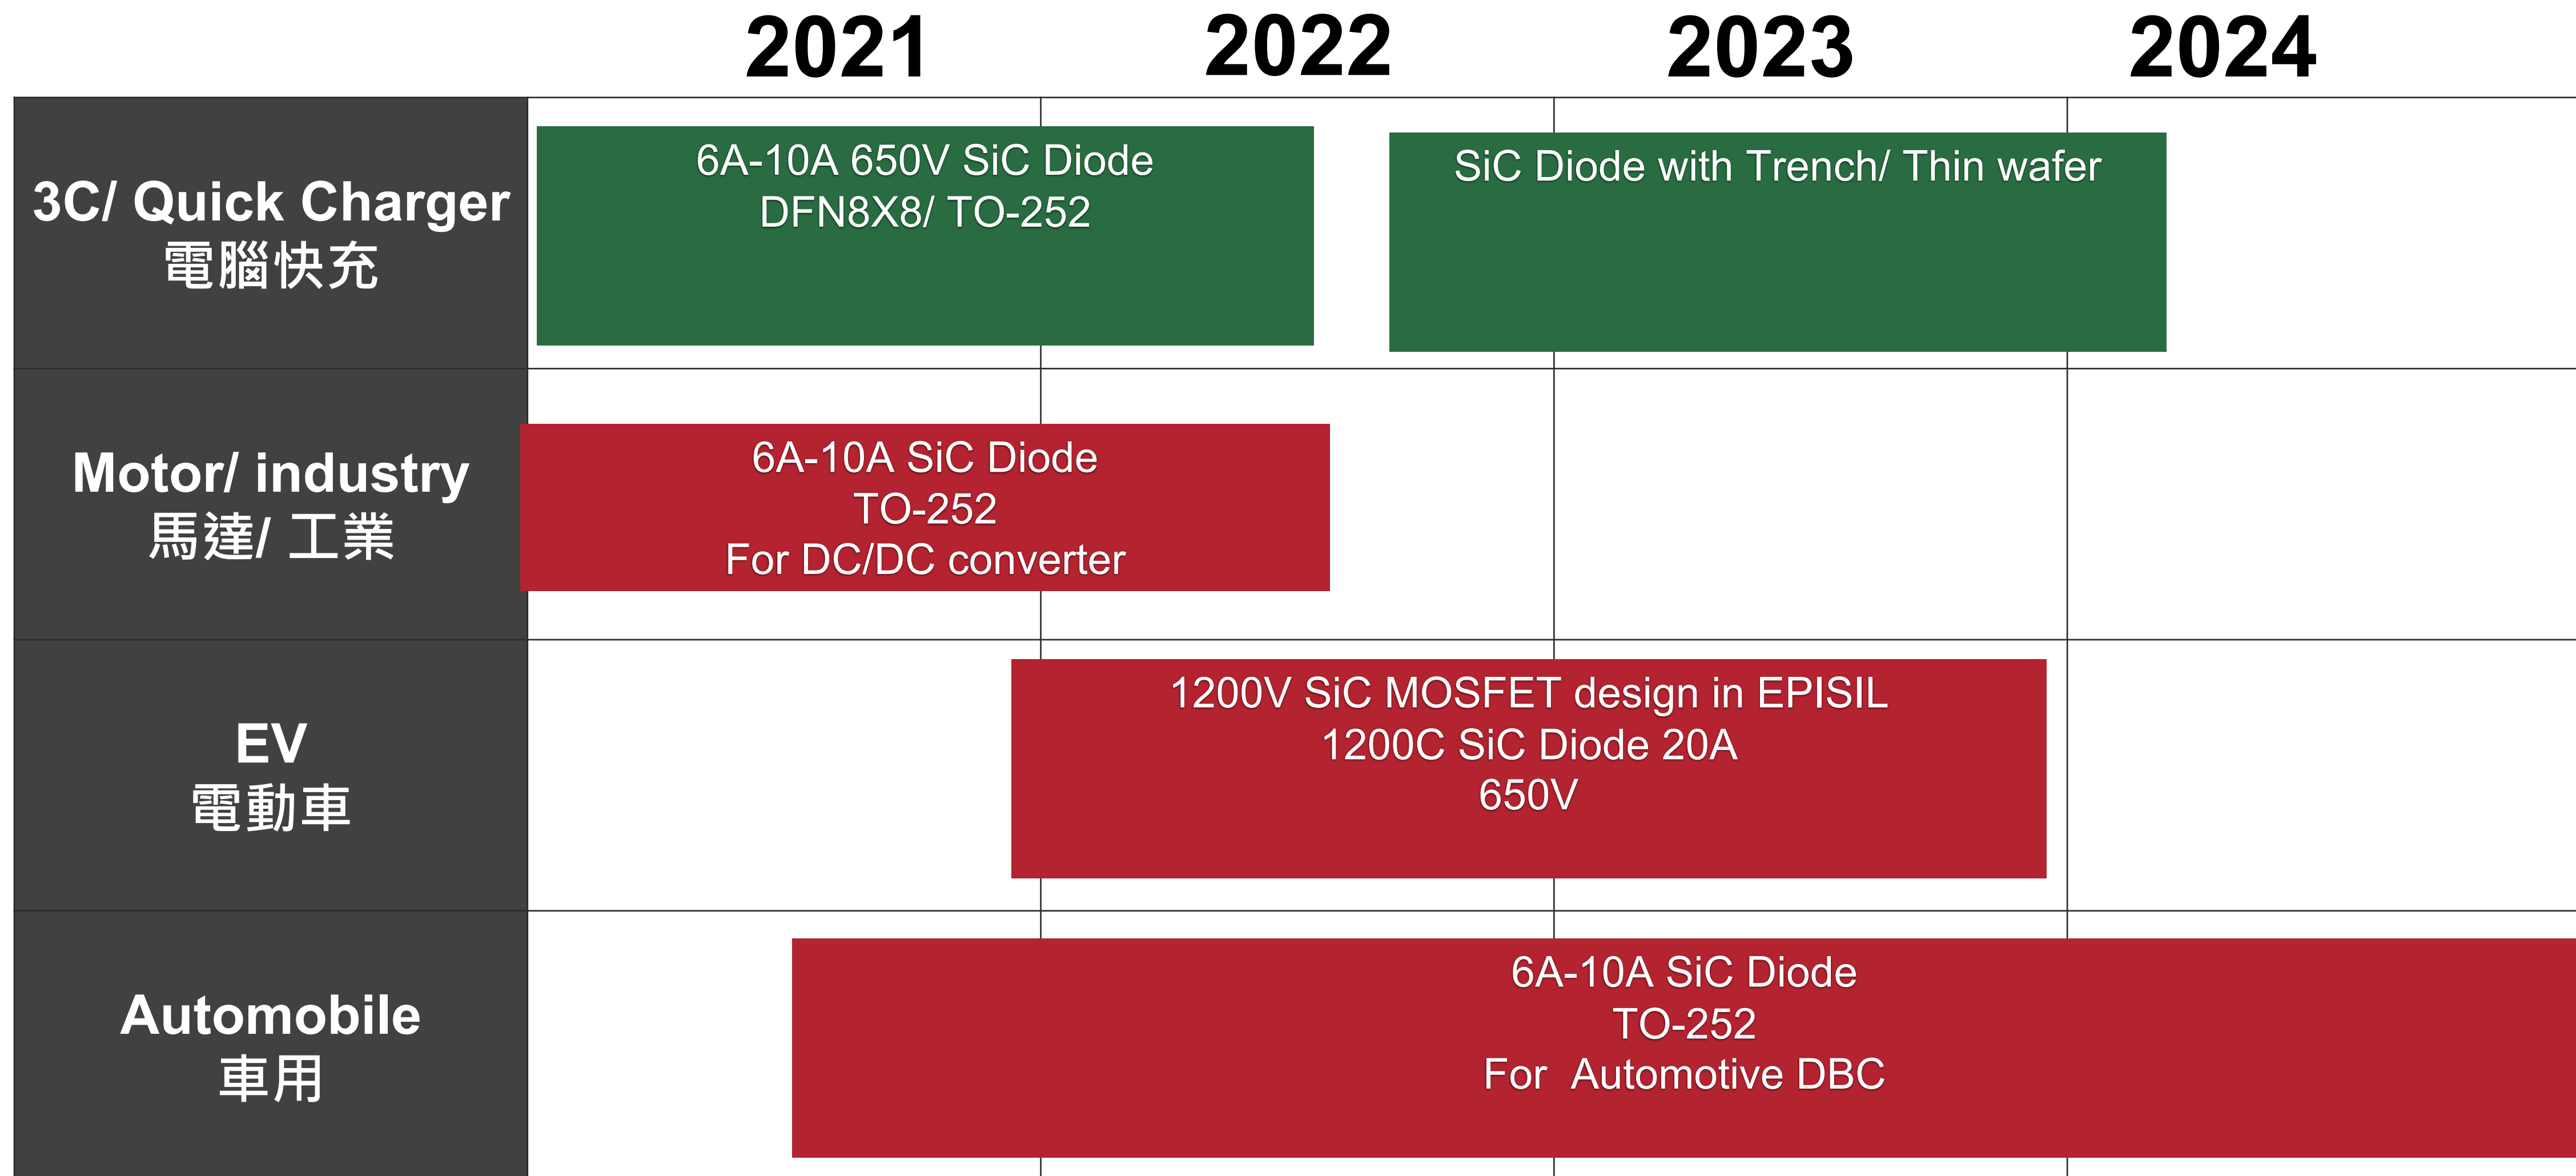 2021 2022 2023 2024
3C/ Quick Charger
電腦快充
6A-10A 650V SiC Diode
DFN8X8/ TO-252
SiC Diode with Trench/ Thin wafer
Motor/ industry
馬達/ 工業
6A-10A SiC Diode
TO-252
For DC/DC converter
EV
電動車
1200V SiC MOSFET design in EPISIL
1200C SiC Diode 20A
650V
Automobile
車用
6A-10A SiC Diode
TO-252
For  Automotive DBC